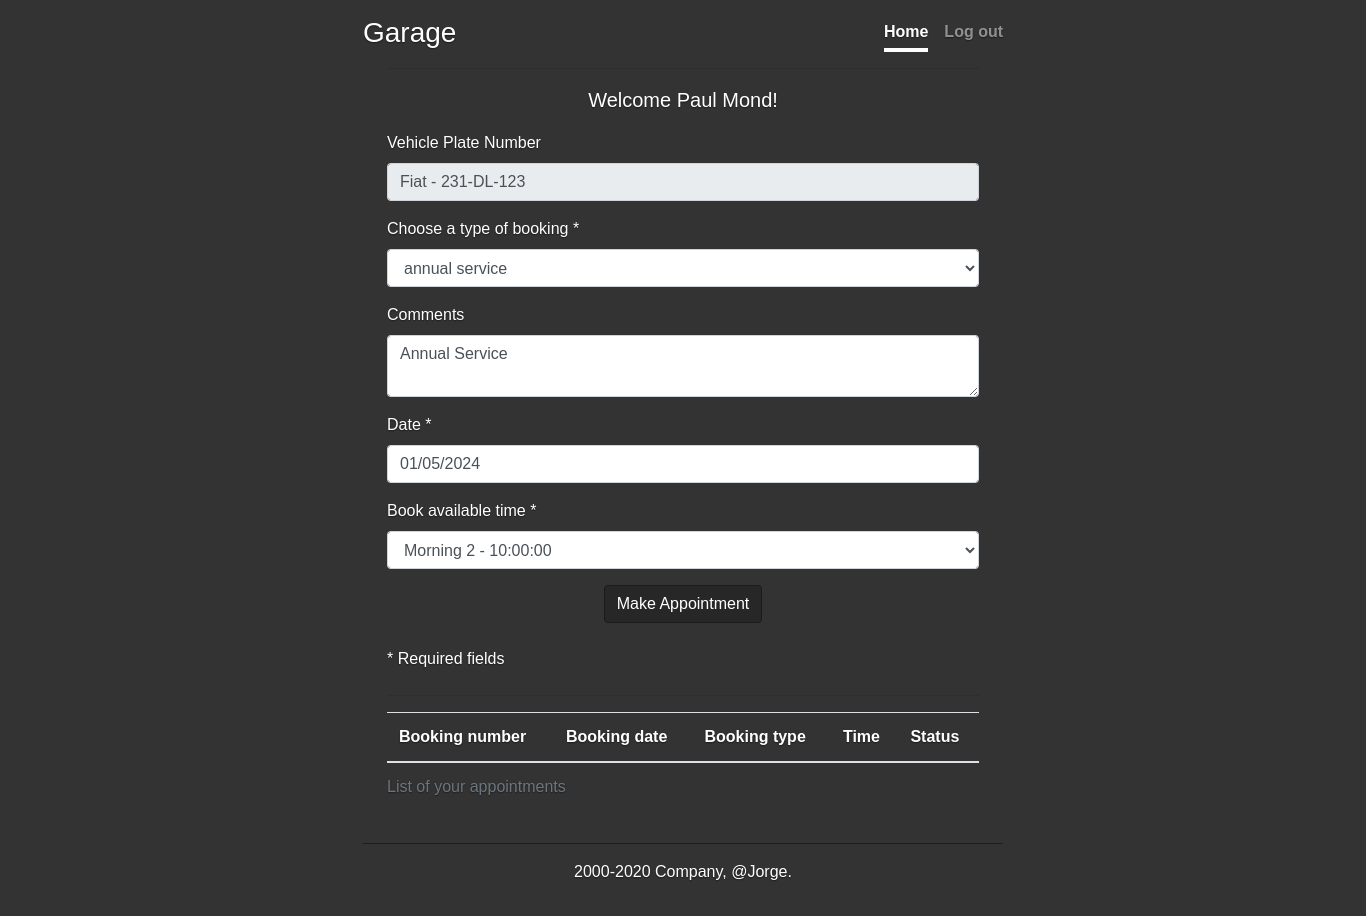 Garage
Home Log out
Welcome Paul Mond!
Vehicle Plate Number
Fiat - 231-DL-123
Choose a type of booking *
annual service
Comments
Annual Service
Date *
01/05/2024
Book available time *
Morning 2 - 10:00:00
Make Appointment
* Required fields
Booking number Booking date Booking type Time Status
List of your appointments
2000-2020 Company, @Jorge.